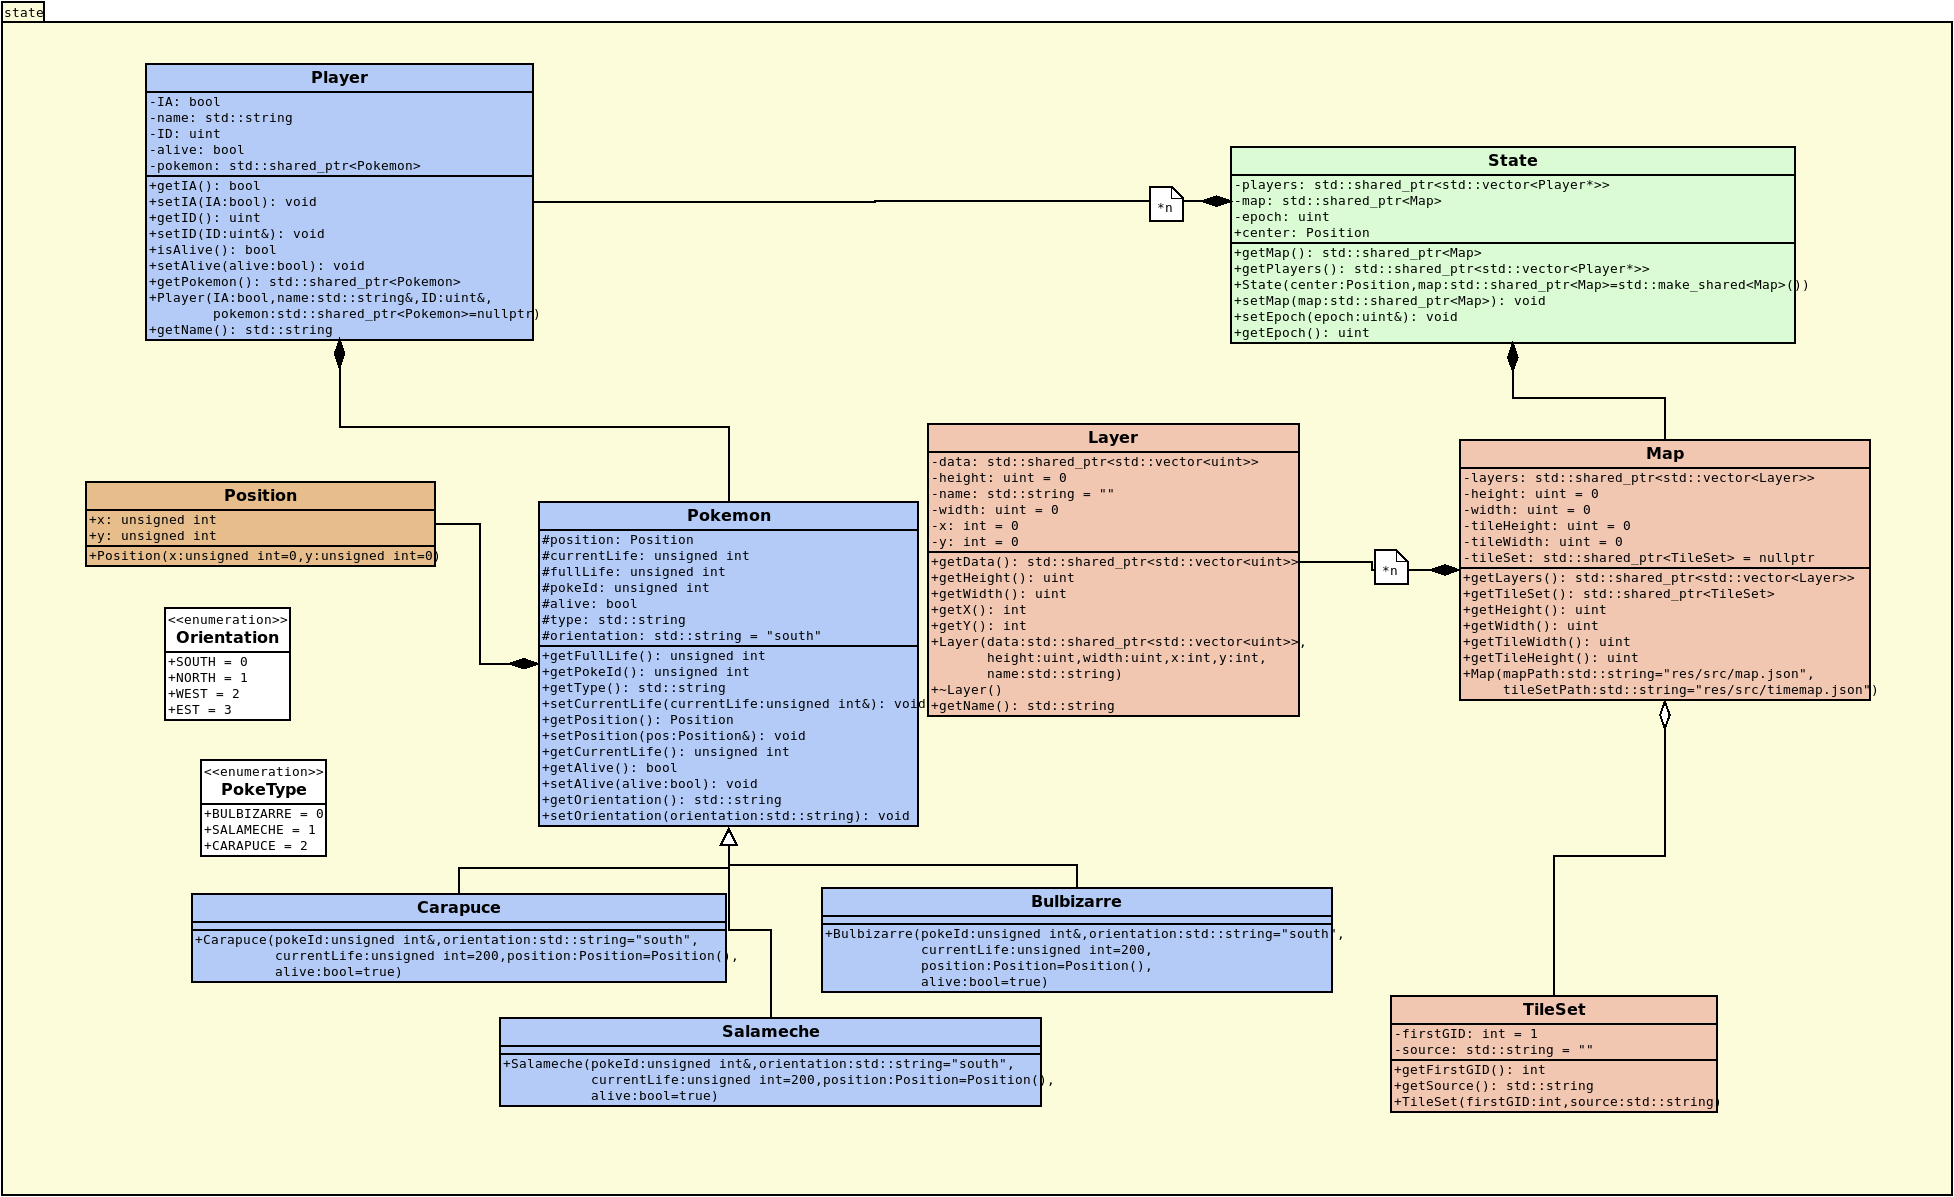 state
Player
-IA: bool
-name: std::string
-ID: uint
-alive: bool
-pokemon: std::shared_ptr<Pokemon>
+getIA(): bool
+setIA(IA:bool): void
+getID(): uint
+setID(ID:uint&): void
+isAlive(): bool
+setAlive(alive:bool): void
+getPokemon(): std::shared_ptr<Pokemon>
+Player(IA:bool,name:std::string&,ID:uint&,
pokemon:std::shared_ptr<Pokemon>=nullptr)
+getName(): std::string
*n
State
-players: std::shared_ptr<std::vector<Player*>>
-map: std::shared_ptr<Map>
-epoch: uint
+center: Position
+getMap(): std::shared_ptr<Map>
+getPlayers(): std::shared_ptr<std::vector<Player*>>
+State(center:Position,map:std::shared_ptr<Map>=std::make_shared<Map>())
+setMap(map:std::shared_ptr<Map>): void
+setEpoch(epoch:uint&): void
+getEpoch(): uint
Position
+x: unsigned int
+y: unsigned int
+Position(x:unsigned int=0,y:unsigned int=0)
<<enumeration>>
Orientation
+SOUTH = 0
+NORTH = 1
+WEST = 2
+EST = 3
<<enumeration>>
PokeType
+BULBIZARRE = 0
+SALAMECHE = 1
+CARAPUCE = 2
Pokemon
#position: Position
#currentLife: unsigned int
#fullLife: unsigned int
#pokeId: unsigned int
#alive: bool
#type: std::string
#orientation: std::string = "south"
+getFullLife(): unsigned int
+getPokeId(): unsigned int
+getType(): std::string
+setCurrentLife(currentLife:unsigned int&): void
+getPosition(): Position
+setPosition(pos:Position&): void
+getCurrentLife(): unsigned int
+getAlive(): bool
+setAlive(alive:bool): void
+getOrientation(): std::string
+setOrientation(orientation:std::string): void
Layer
-data: std::shared_ptr<std::vector<uint>>
-height: uint = 0
-name: std::string = ""
-width: uint = 0
-x: int = 0
-y: int = 0
+getData(): std::shared_ptr<std::vector<uint>>
+getHeight(): uint
+getWidth(): uint
+getX(): int
+getY(): int
+Layer(data:std::shared_ptr<std::vector<uint>>,
height:uint,width:uint,x:int,y:int,
name:std::string)
+~Layer()
+getName(): std::string
*n
Map
-layers: std::shared_ptr<std::vector<Layer>>
-height: uint = 0
-width: uint = 0
-tileHeight: uint = 0
-tileWidth: uint = 0
-tileSet: std::shared_ptr<TileSet> = nullptr
+getLayers(): std::shared_ptr<std::vector<Layer>>
+getTileSet(): std::shared_ptr<TileSet>
+getHeight(): uint
+getWidth(): uint
+getTileWidth(): uint
+getTileHeight(): uint
+Map(mapPath:std::string="res/src/map.json",
tileSetPath:std::string="res/src/timemap.json")
Carapuce
+Carapuce(pokeId:unsigned int&,orientation:std::string="south",
currentLife:unsigned int=200,position:Position=Position(),
alive:bool=true)
Bulbizarre
+Bulbizarre(pokeId:unsigned int&,orientation:std::string="south",
currentLife:unsigned int=200,
position:Position=Position(),
alive:bool=true)
Salameche
+Salameche(pokeId:unsigned int&,orientation:std::string="south",
currentLife:unsigned int=200,position:Position=Position(),
alive:bool=true)
TileSet
-firstGID: int = 1
-source: std::string = ""
+getFirstGID(): int
+getSource(): std::string
+TileSet(firstGID:int,source:std::string)